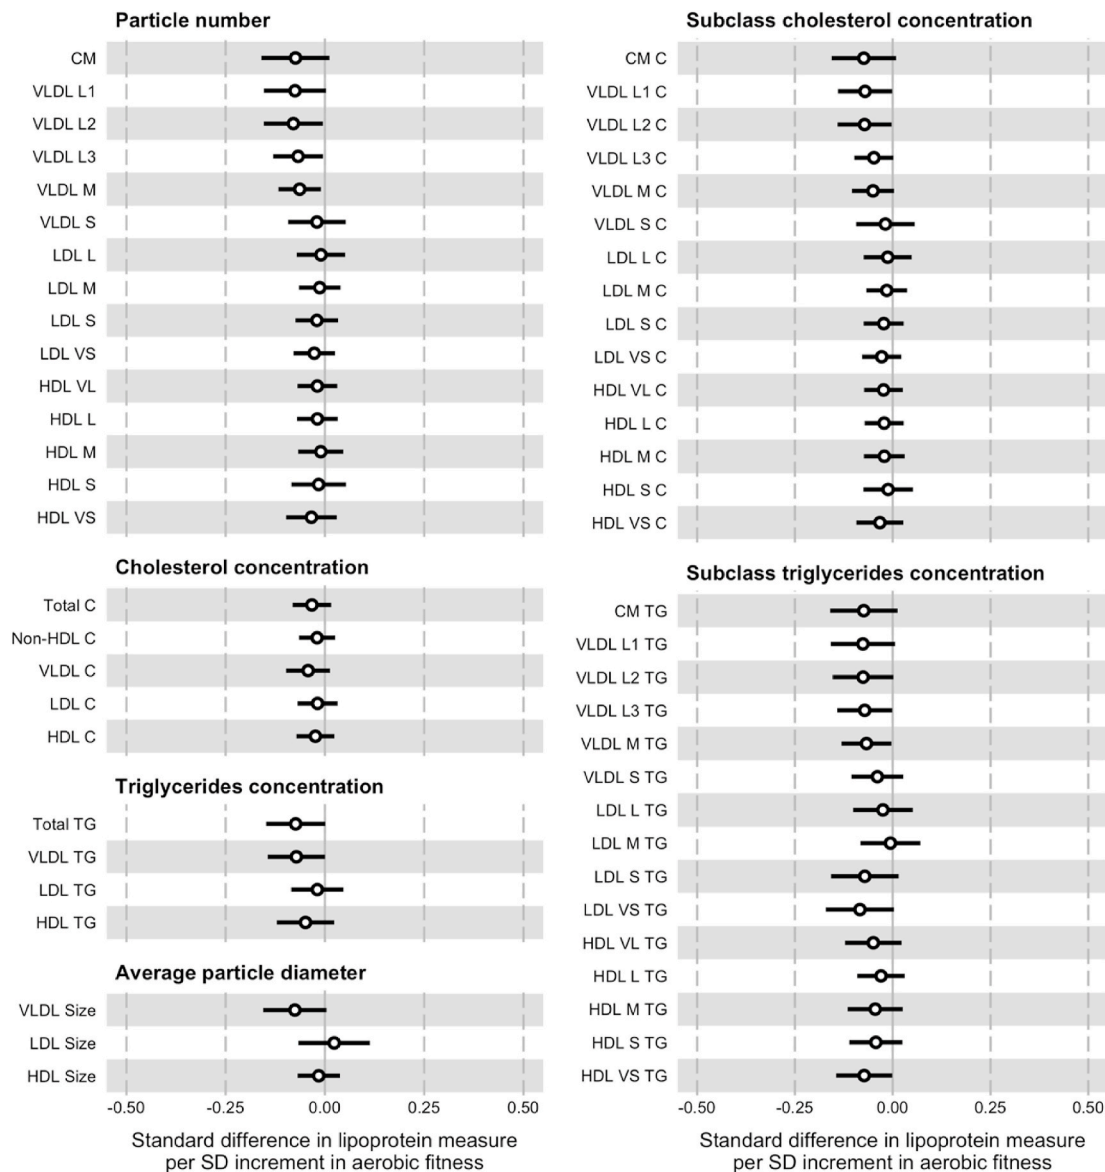 Particle number
CM
VLDL L1
VLDL L2
VLDL L3
VLDL M
VLDL S
LDL L
LDL M
LDL S
LDL VS
HDL VL
HDL L
HDL M
HDL S
HDL VS
Cholesterol concentration
Total C
Non-HDL C
VLDL C
LDL C
HDL C
Triglycerides concentration
Total TG
VLDL TG
LDL TG
HDL TG
Average particle diameter
VLDL Size
LDL Size
HDL Size
-0.50 -0.25 0.00 0.25 0.50
Standard difference in lipoprotein measure
per SD increment in aerobic fitness
Subclass cholesterol concentration
CM C
VLDL L1 C
VLDL L2 C
VLDL L3 C
VLDL M C
VLDL S C
LDL L C
LDL M C
LDL S C
LDL VS C
HDL VL C
HDL L C
HDL M C
HDL S C
HDL VS C
Subclass triglycerides concentration
CM TG
VLDL L1 TG
VLDL L2 TG
VLDL L3 TG
VLDL M TG
VLDL S TG
LDL L TG
LDL M TG
LDL S TG
LDL VS TG
HDL VL TG
HDL L TG
HDL M TG
HDL S TG
HDL VS TG
-0.50 -0.25 0.00 0.25 0.50
Standard difference in lipoprotein measure
per SD increment in aerobic fitness